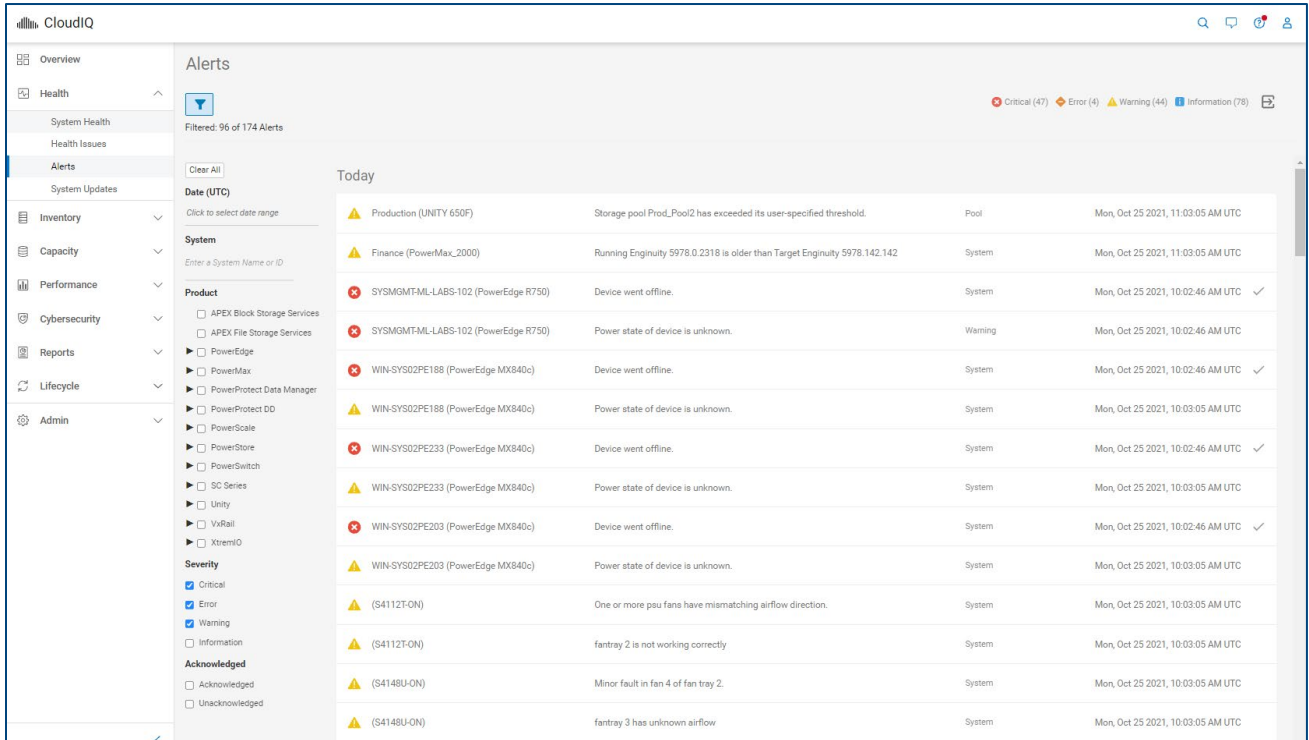 CloudIQ
Overview
Health
System Health
Health Issues
Alerts
System Updates
Inventory
Capacity
Performance
Cybersecurity
Reports
Lifecycle
Admin
Alerts
Filtered: 96 of 174 Alerts
Critical (47) Error (4) Warning (44) Information (78)
Clear All
Date (UTC)
Click to select date range
System
Enter a System Name or ID
Product
APEX Block Storage Services
APEX File Storage Services
PowerEdge
PowerMax
PowerProtect Data Manager
PowerProtect DD
PowerScale
PowerStore
PowerSwitch
SC Series
Unity
VxRail
XtremIO
Severity
Critical
Error
Warning
Information
Acknowledged
Acknowledged
Unacknowledged
Today
Production (UNITY 650F) Storage pool Prod_Pool2 has exceeded its user-specified threshold. Pool Mon, Oct 25 2021, 11:03:05 AM UTC
Finance (PowerMax_2000) Running Enginuity 5978.0.2318 is older than Target Enginuity 5978.142.142 System Mon, Oct 25 2021, 11:03:05 AM UTC
SYSMGMT-ML-LABS-102 (PowerEdge R750) Device went offline. System Mon, Oct 25 2021, 10:02:46 AM UTC
SYSMGMT-ML-LABS-102 (PowerEdge R750) Power state of device is unknown. Warning Mon, Oct 25 2021, 10:02:46 AM UTC
WIN-SYS02PE188 (PowerEdge MX840c) Device went offline. System Mon, Oct 25 2021, 10:02:46 AM UTC
WIN-SYS02PE188 (PowerEdge MX840c) Power state of device is unknown. System Mon, Oct 25 2021, 10:03:05 AM UTC
WIN-SYS02PE233 (PowerEdge MX840c) Device went offline. System Mon, Oct 25 2021, 10:02:46 AM UTC
WIN-SYS02PE233 (PowerEdge MX840c) Power state of device is unknown. System Mon, Oct 25 2021, 10:03:05 AM UTC
WIN-SYS02PE203 (PowerEdge MX840c) Device went offline. System Mon, Oct 25 2021, 10:02:46 AM UTC
WIN-SYS02PE203 (PowerEdge MX840c) Power state of device is unknown. System Mon, Oct 25 2021, 10:03:05 AM UTC
(S4112T-ON) One or more psu fans have mismatching airflow direction. System Mon, Oct 25 2021, 10:03:05 AM UTC
(S4112T-ON) fantray 2 is not working correctly System Mon, Oct 25 2021, 10:03:05 AM UTC
(S4148U-ON) Minor fault in fan 4 of fan tray 2. System Mon, Oct 25 2021, 10:03:05 AM UTC
(S4148U-ON) fantray 3 has unknown airflow System Mon, Oct 25 2021, 10:03:05 AM UTC